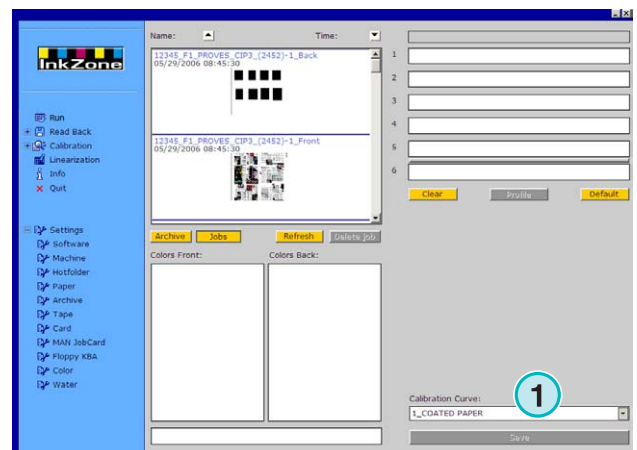 InkZone
Run
Read Back
Calibration
Linearization
Info
Quit
Settings
Software
Machine
Hotfolder
Paper
Archive
Tape
Card
MAN JobCard
Floppy KBA
Color
Water
Name: Time:
12345_F1_PROVES_CIP3_(2452)-1_Back
05/29/2006 08:45:30
12345_F1_PROVES_CIP3_(2452)-1_Front
05/29/2006 08:45:30
Archive Jobs Refresh Delete job
Colors Front: Colors Back:
1
2
3
4
5
6
Clear Profile Default
1
Calibration Curve:
1_COATED PAPER
Save